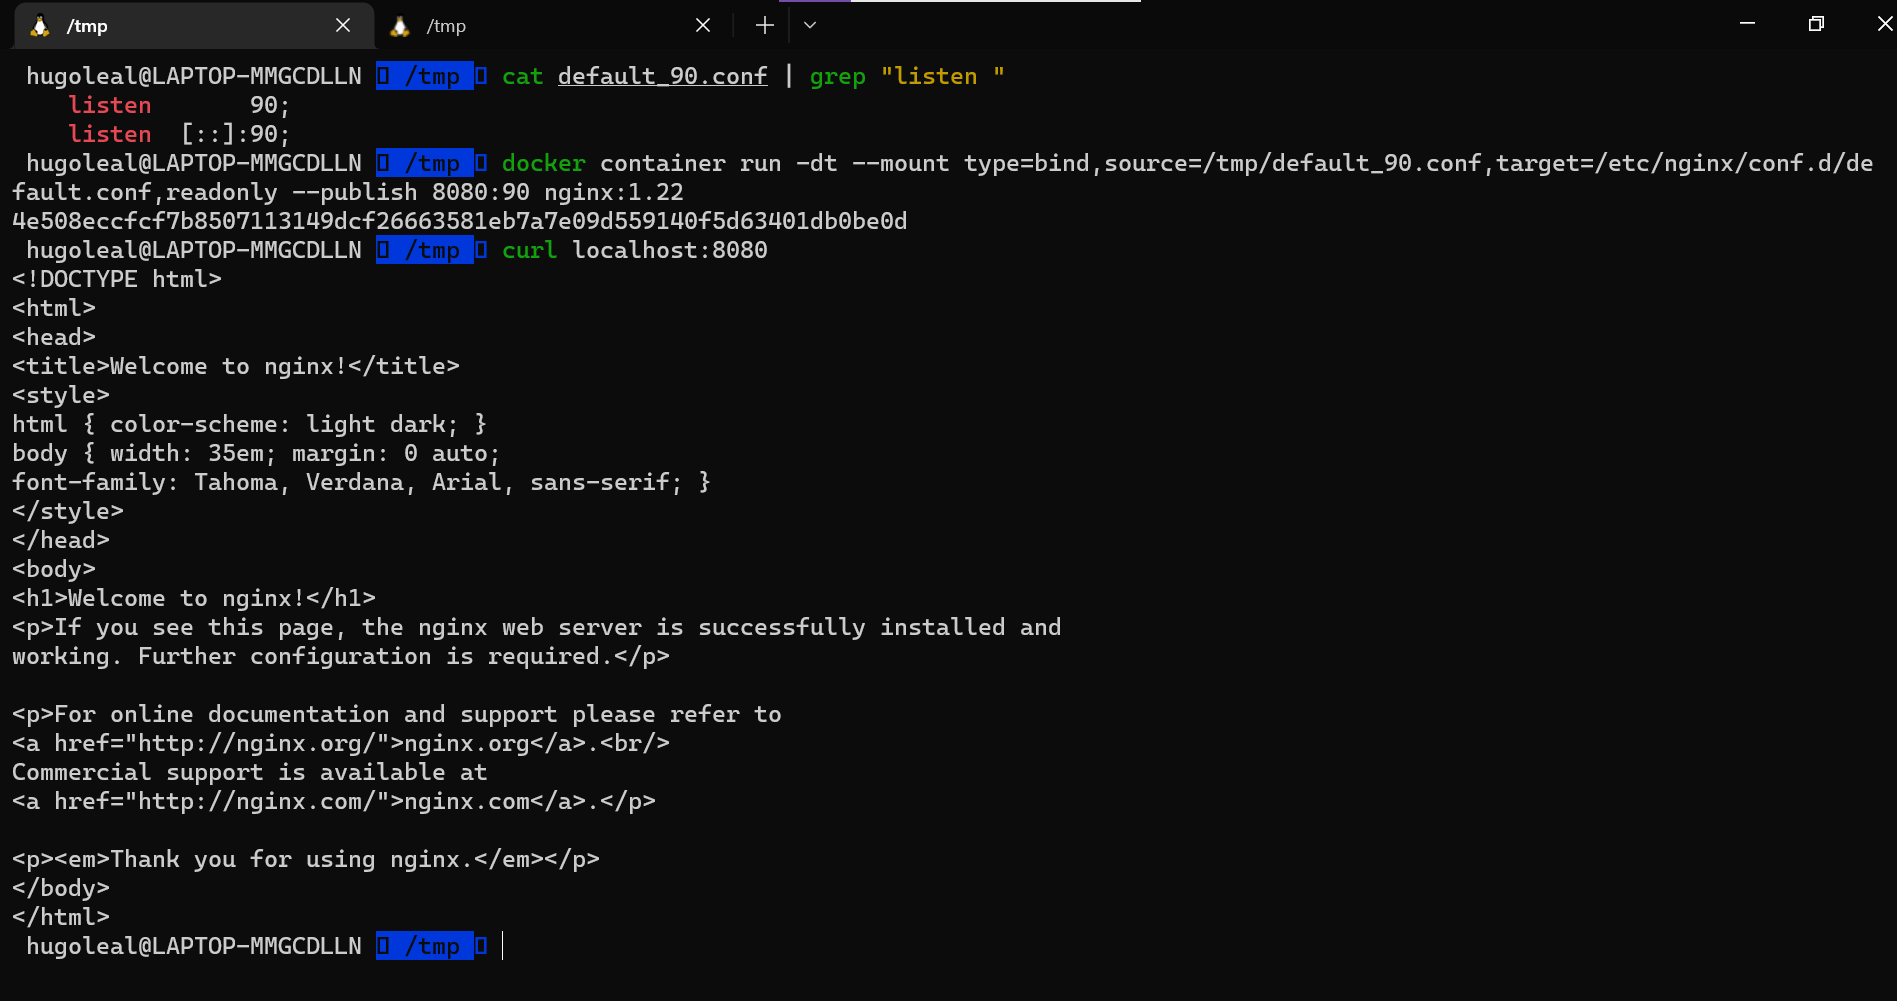 /tmp
/tmp
hugoleal@LAPTOP-MMGCDLLN /tmp cat default_90.conf | grep "listen "
    listen       90;
    listen  [::]:90;
hugoleal@LAPTOP-MMGCDLLN /tmp docker container run -dt --mount type=bind,source=/tmp/default_90.conf,target=/etc/nginx/conf.d/de
fault.conf,readonly --publish 8080:90 nginx:1.22
4e508eccfcf7b8507113149dcf26663581eb7a7e09d559140f5d63401db0be0d
hugoleal@LAPTOP-MMGCDLLN /tmp curl localhost:8080
<!DOCTYPE html>
<html>
<head>
<title>Welcome to nginx!</title>
<style>
html { color-scheme: light dark; }
body { width: 35em; margin: 0 auto;
font-family: Tahoma, Verdana, Arial, sans-serif; }
</style>
</head>
<body>
<h1>Welcome to nginx!</h1>
<p>If you see this page, the nginx web server is successfully installed and
working. Further configuration is required.</p>

<p>For online documentation and support please refer to
<a href="http://nginx.org/">nginx.org</a>.<br/>
Commercial support is available at
<a href="http://nginx.com/">nginx.com</a>.</p>

<p><em>Thank you for using nginx.</em></p>
</body>
</html>
hugoleal@LAPTOP-MMGCDLLN /tmp